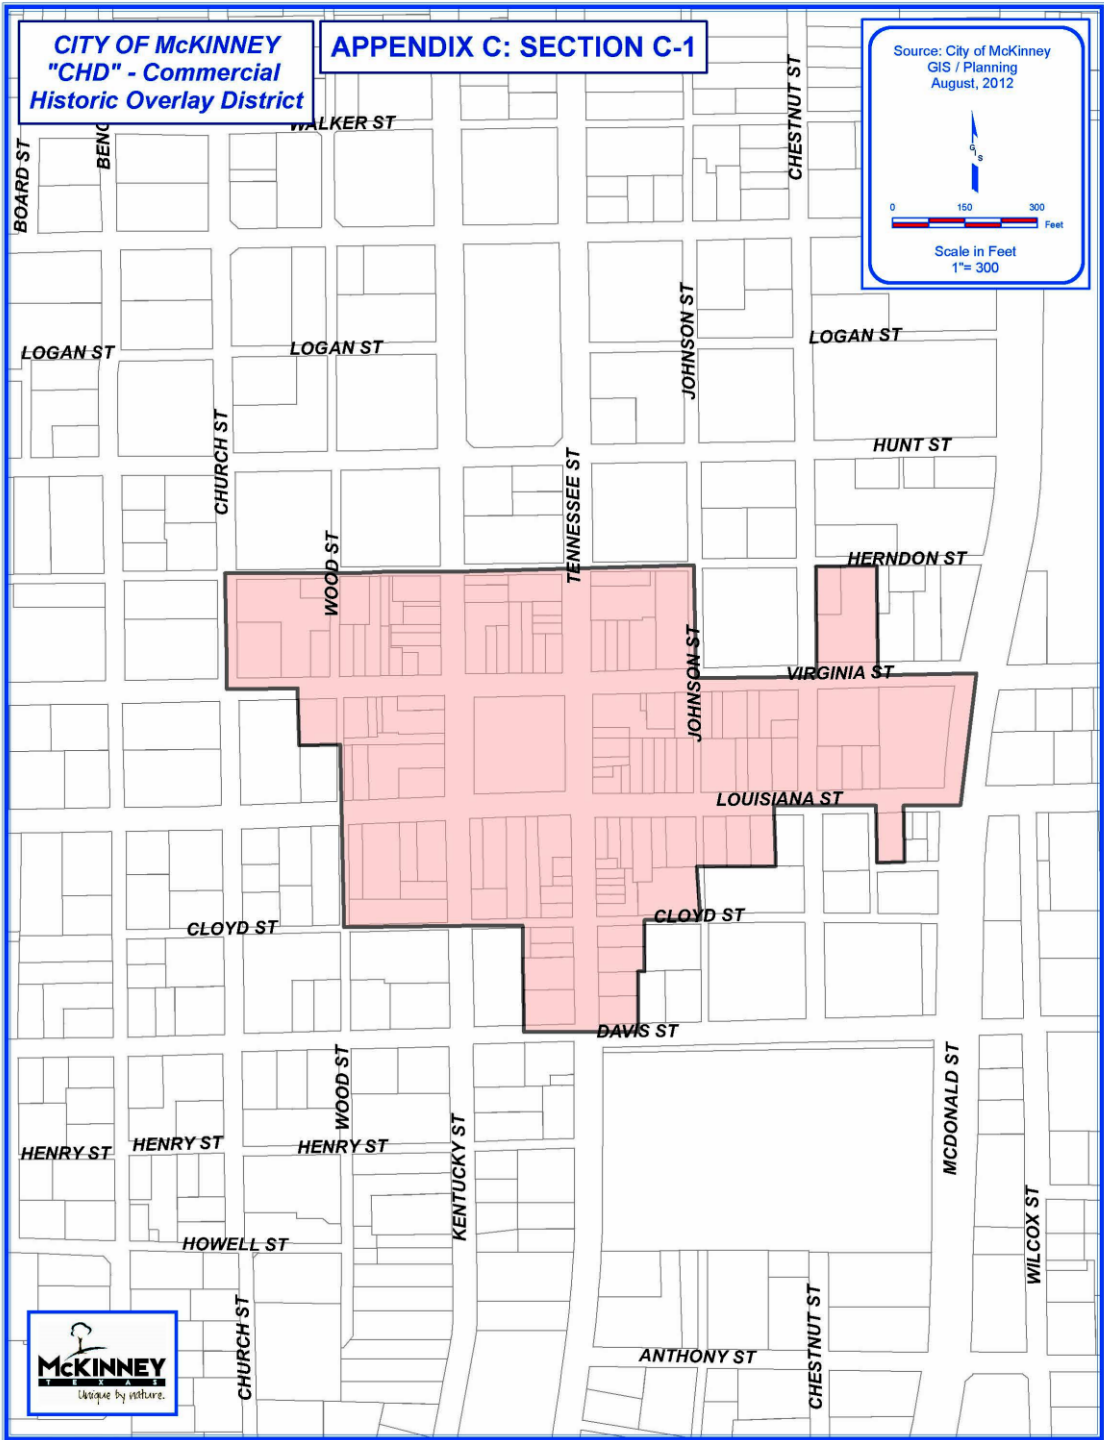 CITY OF McKINNEY
"CHD" - Commercial
Historic Overlay District
APPENDIX C: SECTION C-1
Source: City of McKinney
GIS / Planning
August, 2012
GIS
0 150 300
Feet
Scale in Feet
1"= 300
WALKER ST
CHESTNUT ST
BENG
BOARD ST
JOHNSON ST
LOGAN ST
LOGAN ST
LOGAN ST
CHURCH ST
HUNT ST
TENNESSEE ST
WOOD ST
HERNDON ST
JOHNSON ST
VIRGINIA ST
LOUISIANA ST
CLOYD ST
CLOYD ST
DAVIS ST
WOOD ST
MCDONALD ST
KENTUCKY ST
HENRY ST
HENRY ST
HENRY ST
WILCOX ST
HOWELL ST
CHURCH ST
CHESTNUT ST
ANTHONY ST
McKINNEY
TEXAS
Unique by nature.